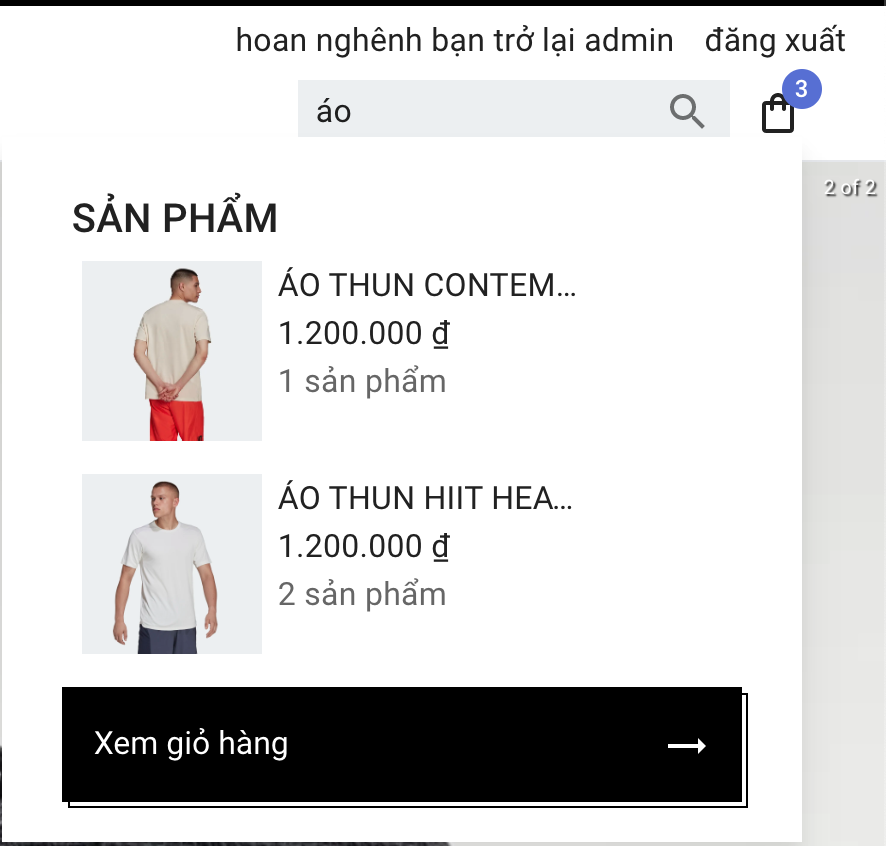 hoan nghênh bạn trở lại admin đăng xuất
áo
3
2 of 2
SẢN PHẨM
ÁO THUN CONTEM...
1.200.000 ₫
1 sản phẩm
ÁO THUN HIIT HEA...
1.200.000 ₫
2 sản phẩm
Xem giỏ hàng